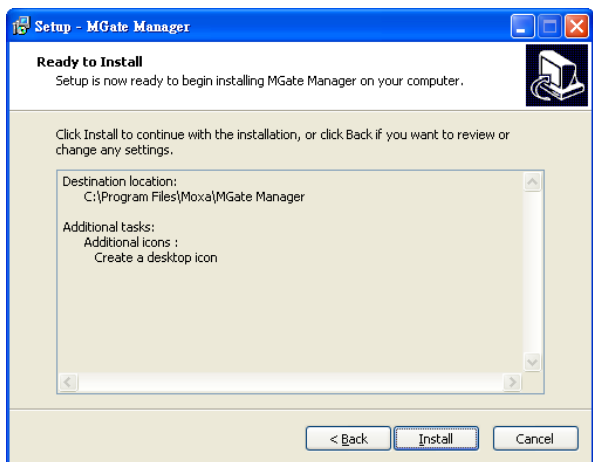 Setup - MGate Manager
Ready to Install
Setup is now ready to begin installing MGate Manager on your computer.
Click Install to continue with the installation, or click Back if you want to review or
change any settings.
Destination location:
C:\Program Files\Moxa\MGate Manager
Additional tasks:
Additional icons :
Create a desktop icon
< Back
Install
Cancel